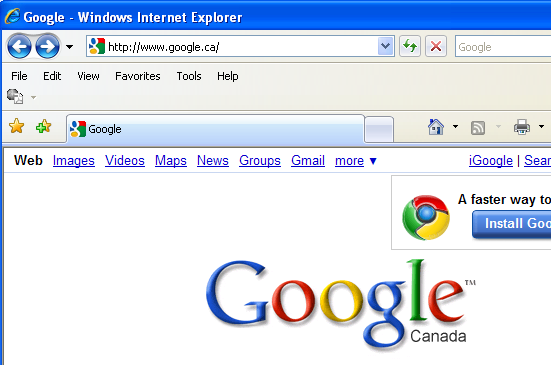 Google - Windows Internet Explorer
http://www.google.ca/
Google
File Edit View Favorites Tools Help
Google
Web Images Videos Maps News Groups Gmail more ▼ iGoogle | Sear
A faster way to
Install Goo
Google™
Canada